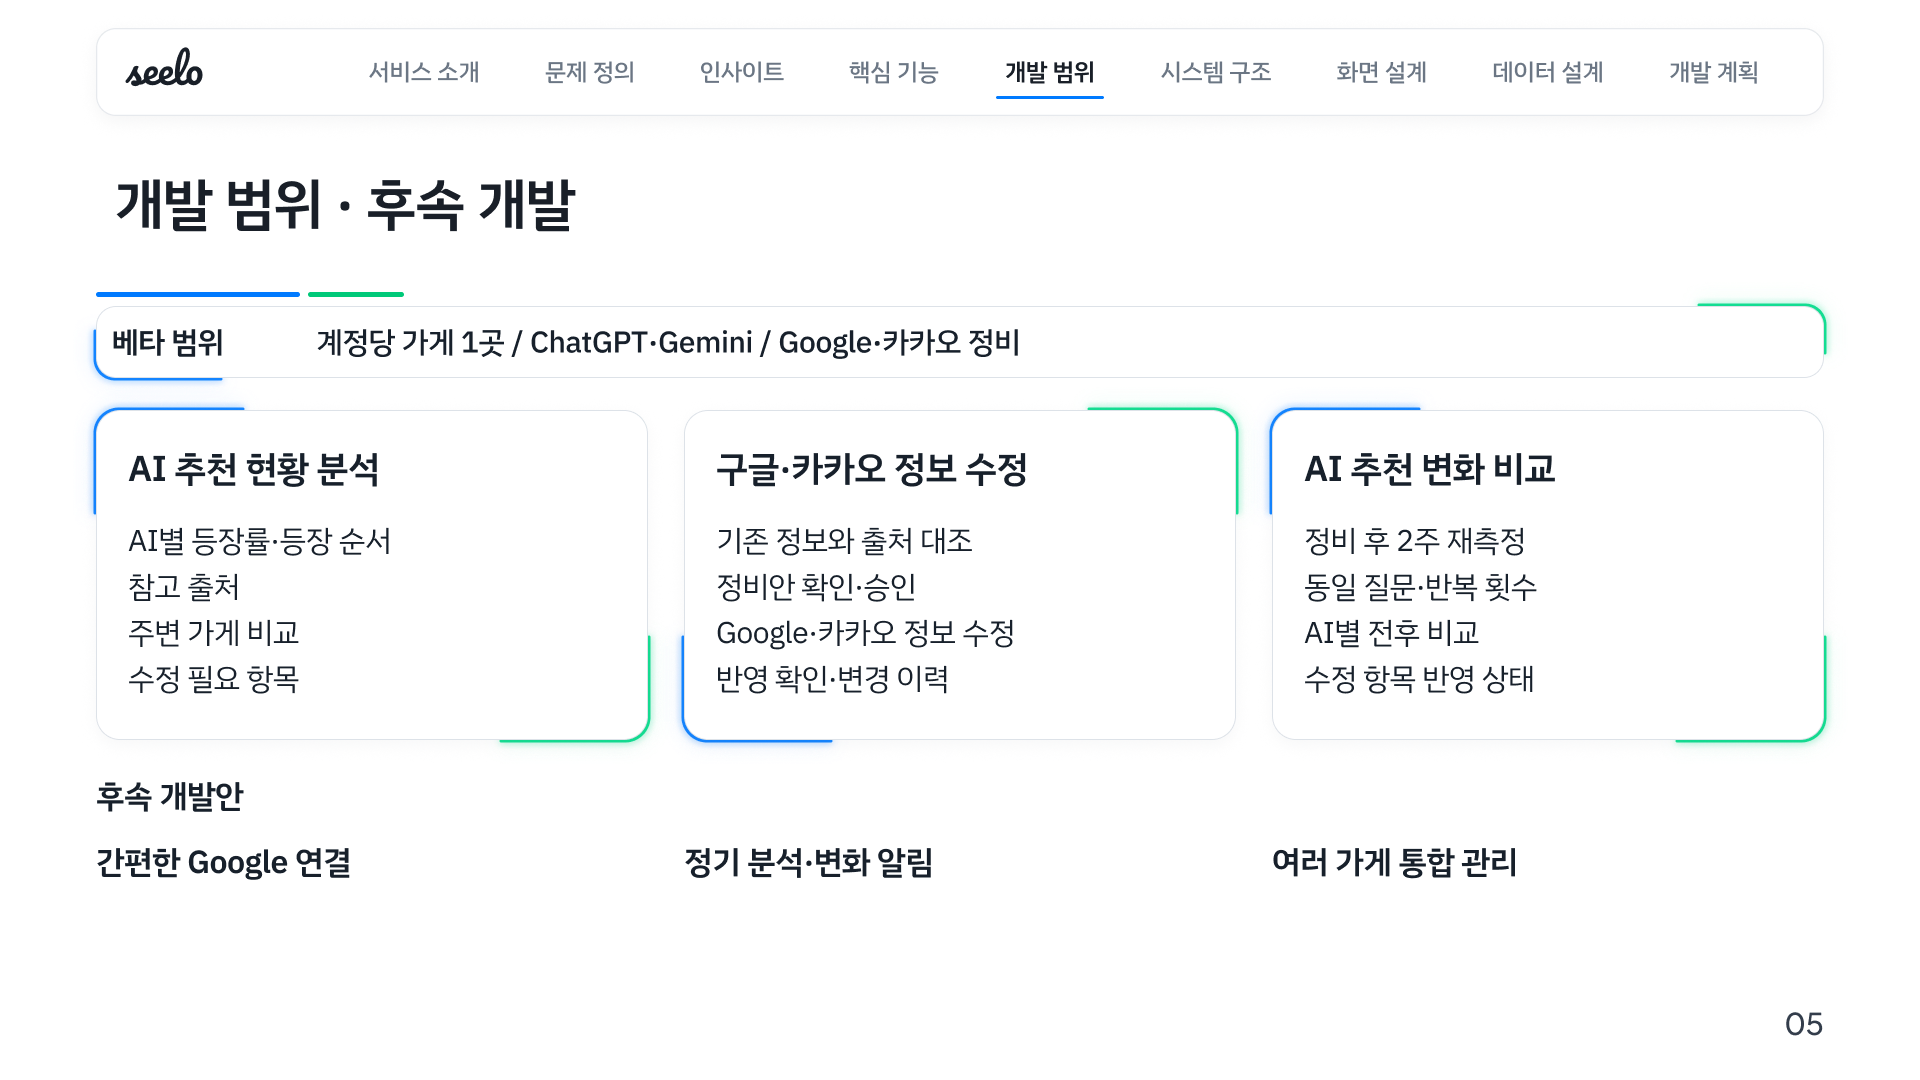 seelo
서비스 소개
문제 정의
인사이트
핵심 기능
개발 범위
시스템 구조
화면 설계
데이터 설계
개발 계획
개발 범위 · 후속 개발
베타 범위
계정당 가게 1곳 / ChatGPT·Gemini / Google·카카오 정비
AI 추천 현황 분석
AI별 등장률·등장 순서
참고 출처
주변 가게 비교
수정 필요 항목
구글·카카오 정보 수정
기존 정보와 출처 대조
정비안 확인·승인
Google·카카오 정보 수정
반영 확인·변경 이력
AI 추천 변화 비교
정비 후 2주 재측정
동일 질문·반복 횟수
AI별 전후 비교
수정 항목 반영 상태
후속 개발안
간편한 Google 연결
정기 분석·변화 알림
여러 가게 통합 관리
05